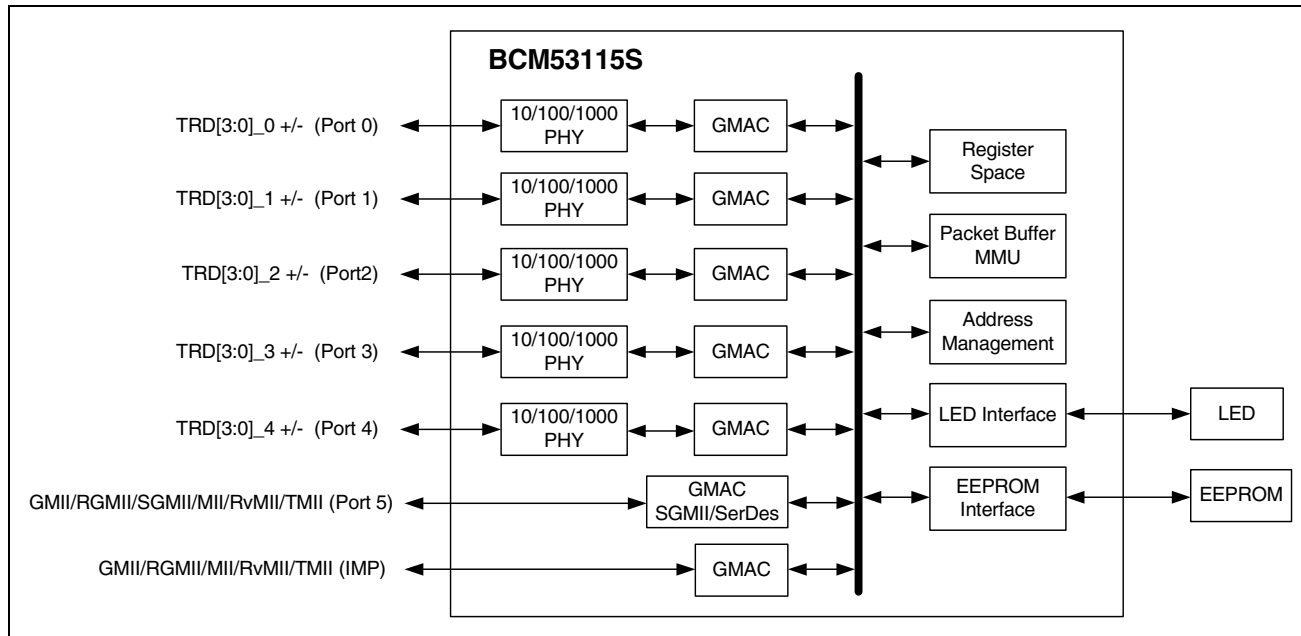 BCM53115S
TRD[3:0]_0 +/- (Port 0)
10/100/1000
PHY
GMAC
TRD[3:0]_1 +/- (Port 1)
10/100/1000
PHY
GMAC
TRD[3:0]_2 +/- (Port2)
10/100/1000
PHY
GMAC
TRD[3:0]_3 +/- (Port 3)
10/100/1000
PHY
GMAC
TRD[3:0]_4 +/- (Port 4)
10/100/1000
PHY
GMAC
GMII/RGMII/SGMII/MII/RvMII/TMII (Port 5)
GMAC
SGMII/SerDes
GMII/RGMII/MII/RvMII/TMII (IMP)
GMAC
Register
Space
Packet Buffer
MMU
Address
Management
LED Interface
LED
EEPROM
Interface
EEPROM